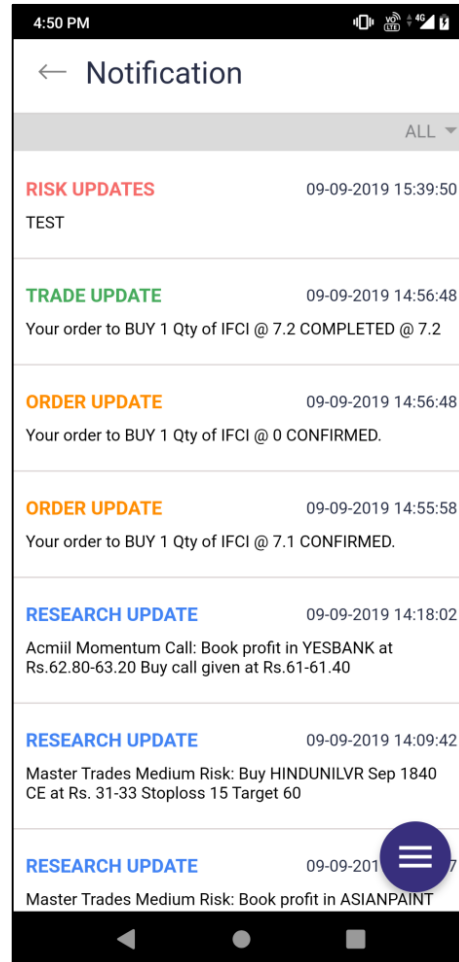 4:50 PM VO LTE 4G
Notification
ALL
RISK UPDATES 09-09-2019 15:39:50
TEST
TRADE UPDATE 09-09-2019 14:56:48
Your order to BUY 1 Qty of IFCI @ 7.2 COMPLETED @ 7.2
ORDER UPDATE 09-09-2019 14:56:48
Your order to BUY 1 Qty of IFCI @ 0 CONFIRMED.
ORDER UPDATE 09-09-2019 14:55:58
Your order to BUY 1 Qty of IFCI @ 7.1 CONFIRMED.
RESEARCH UPDATE 09-09-2019 14:18:02
Acmiil Momentum Call: Book profit in YESBANK at
Rs.62.80-63.20 Buy call given at Rs.61-61.40
RESEARCH UPDATE 09-09-2019 14:09:42
Master Trades Medium Risk: Buy HINDUNILVR Sep 1840
CE at Rs. 31-33 Stoploss 15 Target 60
RESEARCH UPDATE 09-09-201
Master Trades Medium Risk: Book profit in ASIANPAINT